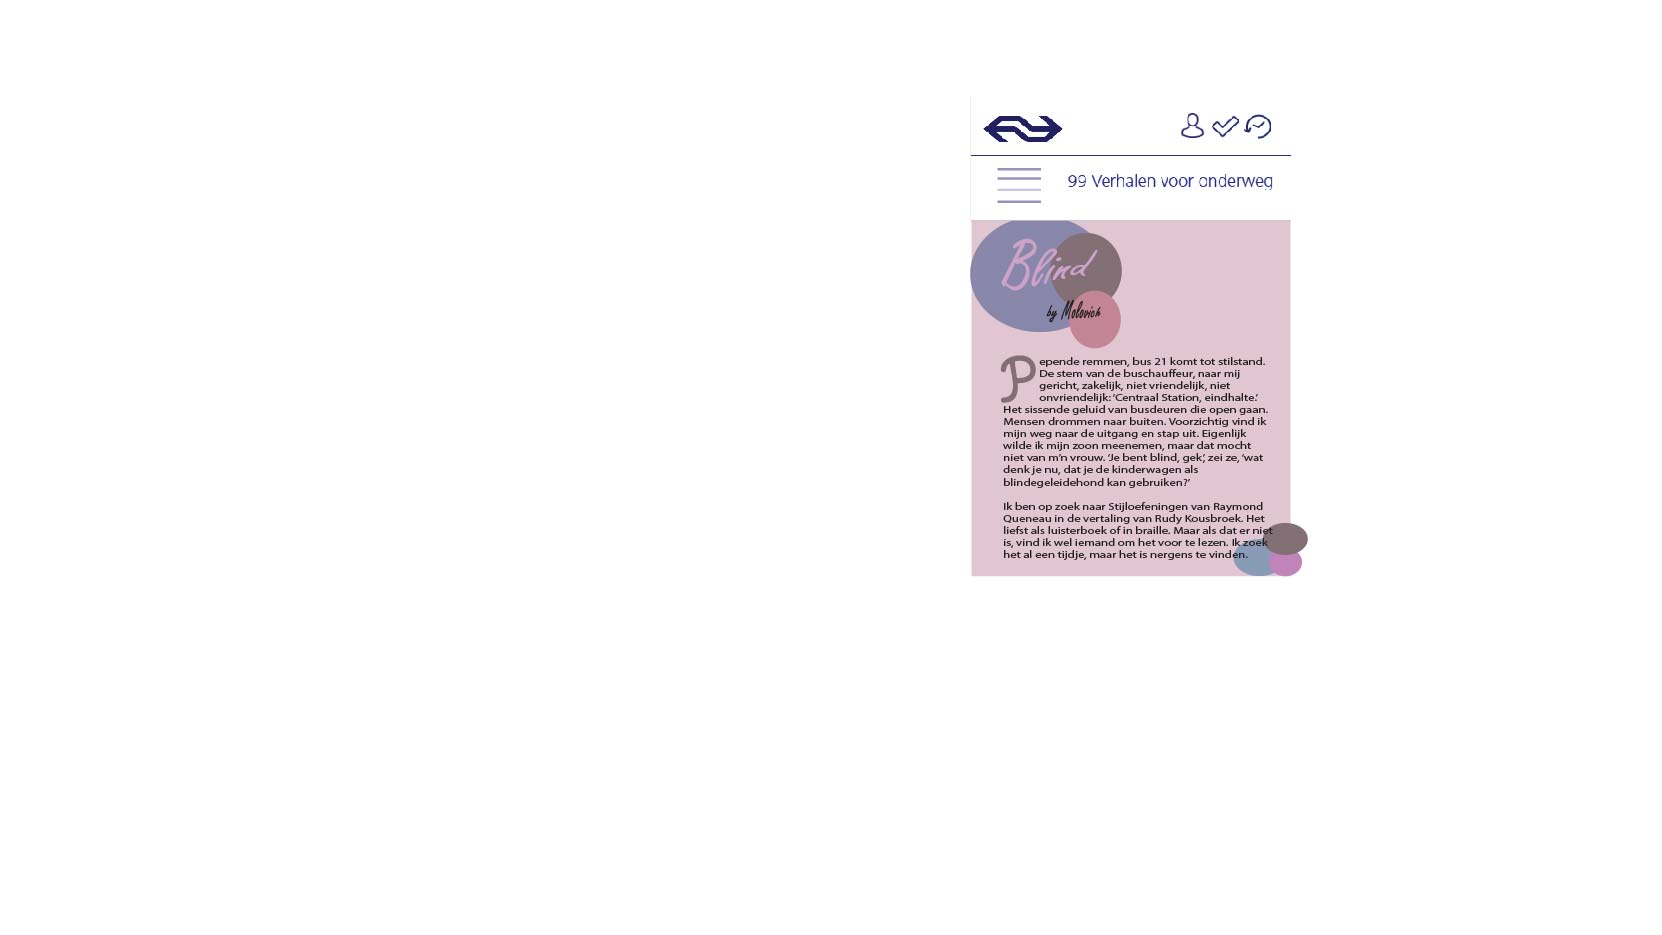 99 Verhalen voor onderweg
Blind
by Molovich
Pepende remmen, bus 21 komt tot stilstand.
De stem van de buschauffeur, naar mij
gericht, zakelijk, niet vriendelijk, niet
onvriendelijk: ‘Centraal Station, eindhalte.’
Het sissende geluid van busdeuren die open gaan.
Mensen drommen naar buiten. Voorzichtig vind ik
mijn weg naar de uitgang en stap uit. Eigenlijk
wilde ik mijn zoon meenemen, maar dat mocht
niet van m’n vrouw. ‘Je bent blind, gek’, zei ze, ‘wat
denk je nu, dat je de kinderwagen als
blindegeleidehond kan gebruiken?’
Ik ben op zoek naar Stijloefeningen van Raymond
Queneau in de vertaling van Rudy Kousbroek. Het
liefst als luisterboek of in braille. Maar als dat er niet
is, vind ik wel iemand om het voor te lezen. Ik zoek
het al een tijdje, maar het is nergens te vinden.